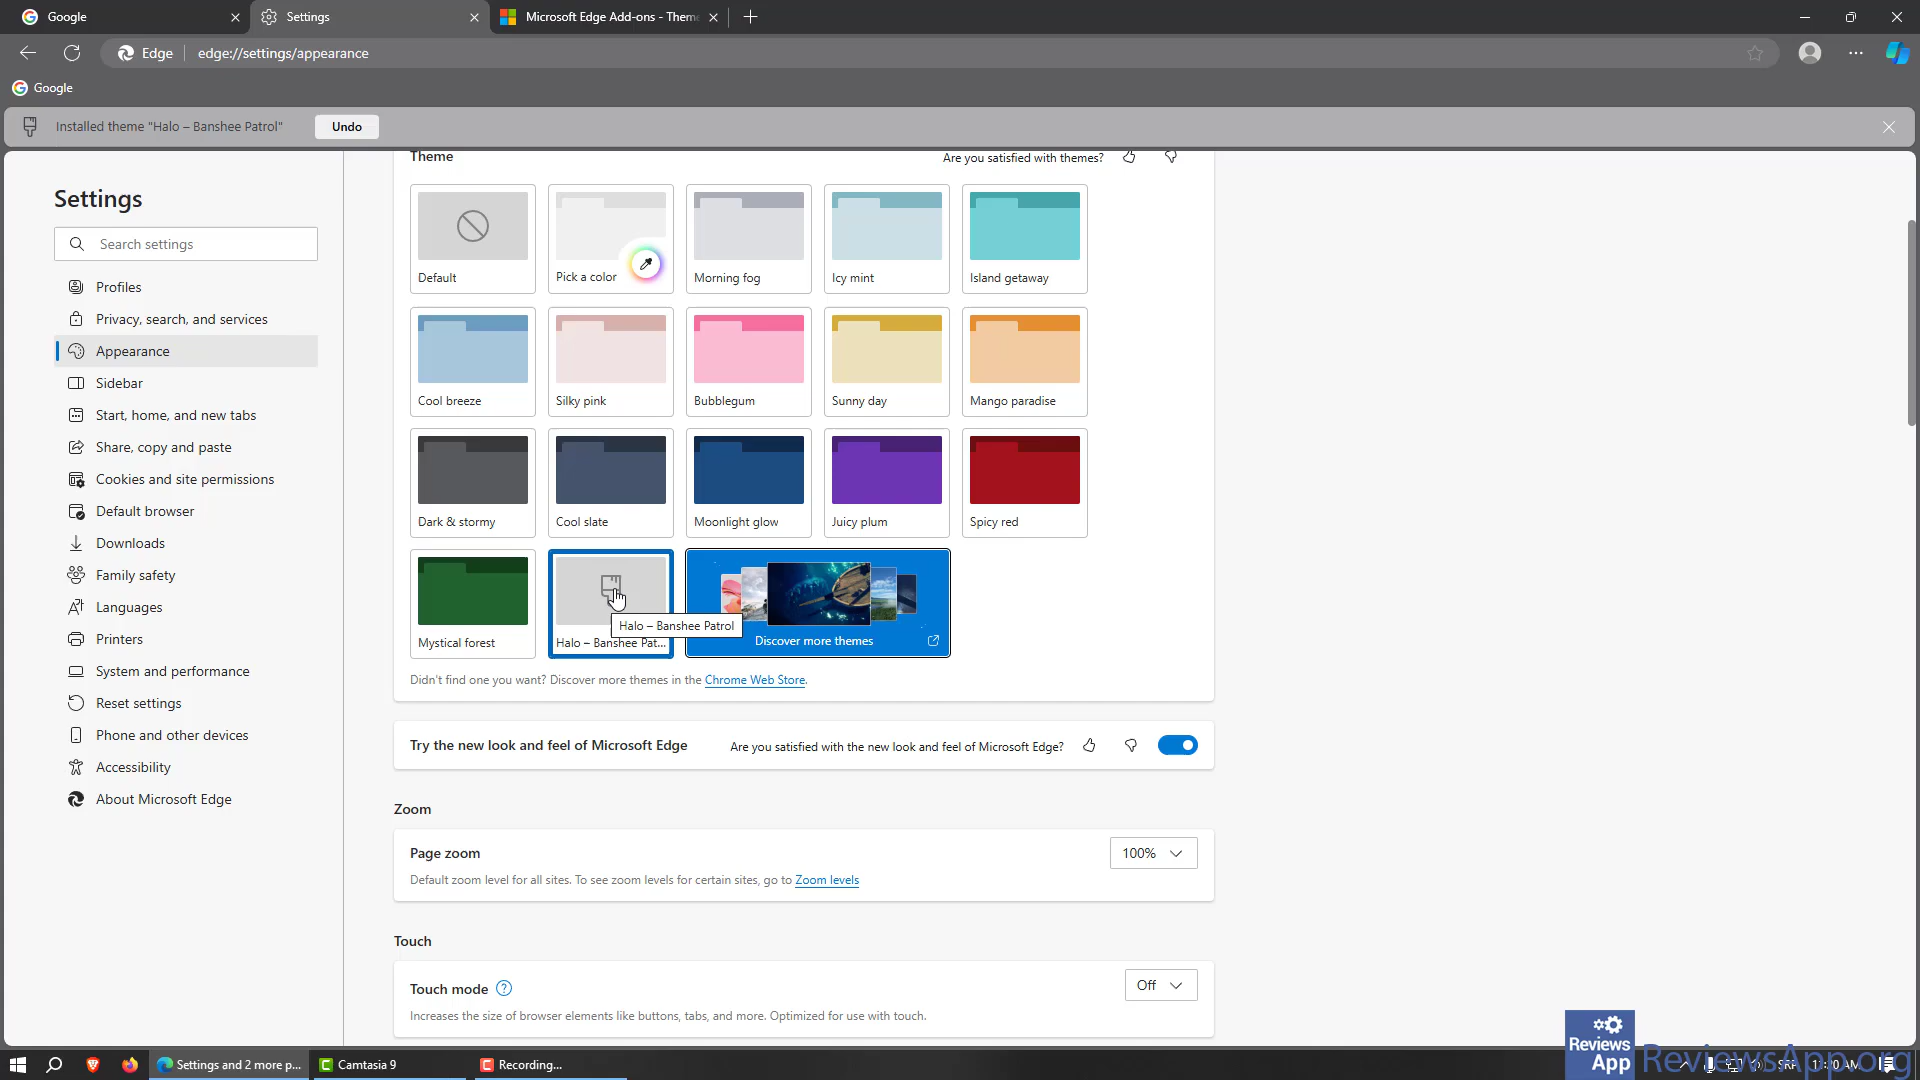 Google
Settings
Microsoft Edge Add-ons - Them
Edge
edge://settings/appearance
Google
Installed theme "Halo – Banshee Patrol"
Undo
Settings
Search settings
Profiles
Privacy, search, and services
Appearance
Sidebar
Start, home, and new tabs
Share, copy and paste
Cookies and site permissions
Default browser
Downloads
Family safety
Languages
Printers
System and performance
Reset settings
Phone and other devices
Accessibility
About Microsoft Edge
Theme
Are you satisfied with themes?
Default
Pick a color
Morning fog
Icy mint
Island getaway
Cool breeze
Silky pink
Bubblegum
Sunny day
Mango paradise
Dark & stormy
Cool slate
Moonlight glow
Juicy plum
Spicy red
Mystical forest
Halo – Banshee Pat...
Halo – Banshee Patrol
Discover more themes
Didn't find one you want? Discover more themes in the Chrome Web Store.
Try the new look and feel of Microsoft Edge
Are you satisfied with the new look and feel of Microsoft Edge?
Zoom
Page zoom
100%
Default zoom level for all sites. To see zoom levels for certain sites, go to Zoom levels
Touch
Touch mode
Off
Increases the size of browser elements like buttons, tabs, and more. Optimized for use with touch.
Settings and 2 more p...
Camtasia 9
Recording...
Reviews
App
ReviewsApp.org